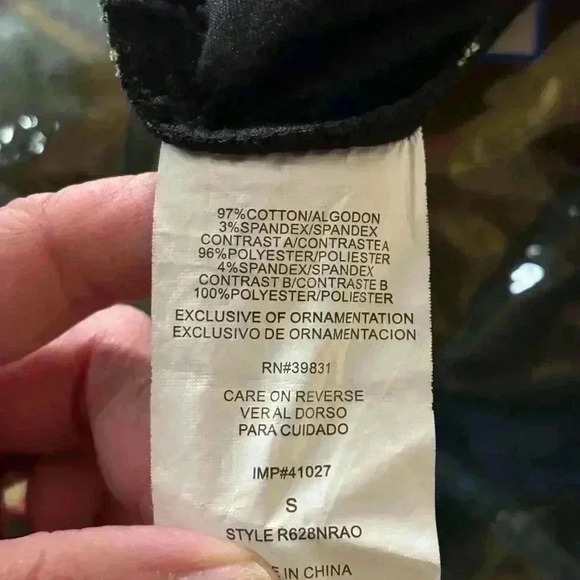 97%COTTON/ALGODON
3%SPANDEX/SPANDEX
CONTRAST A/CONTRASTE A
96%POLYESTER/POLIESTER
4%SPANDEX/SPANDEX
CONTRAST B/CONTRASTE B
100%POLYESTER/POLIESTER
EXCLUSIVE OF ORNAMENTATION
EXCLUSIVO DE ORNAMENTACION
RN#39831
CARE ON REVERSE
VER AL DORSO
PARA CUIDADO
IMP#41027
S
STYLE R628NRAO
IN CHINA